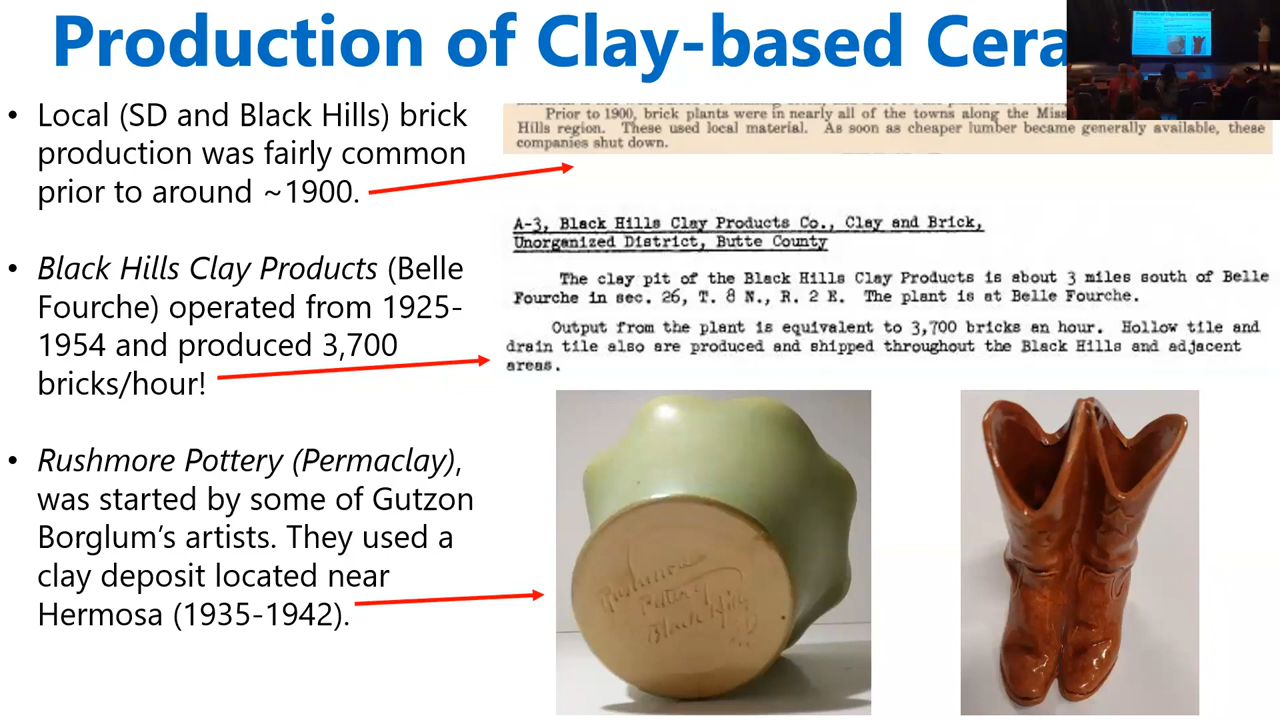 Production of Clay-based Cera
• Local (SD and Black Hills) brick
production was fairly common
prior to around ~1900.
• Black Hills Clay Products (Belle
Fourche) operated from 1925-
1954 and produced 3,700
bricks/hour!
• Rushmore Pottery (Permaclay),
was started by some of Gutzon
Borglum's artists. They used a
clay deposit located near
Hermosa (1935-1942).
Prior to 1900, brick plants were in nearly all of the towns along the Miss
Hills region. These used local material. As soon as cheaper lumber became generally available, these
companies shut down.
A-3, Black Hills Clay Products Co., Clay and Brick,
Unorganized District, Butte County
The clay pit of the Black Hills Clay Products is about 3 miles south of Belle
Fourche in sec. 26, T. 8 N., R. 2 E. The plant is at Belle Fourche.
Output from the plant is equivalent to 3,700 bricks an hour. Hollow tile and
drain tile also are produced and shipped throughout the Black Hills and adjacent
areas.
Rushmore
Pottery
Black Hills
SD